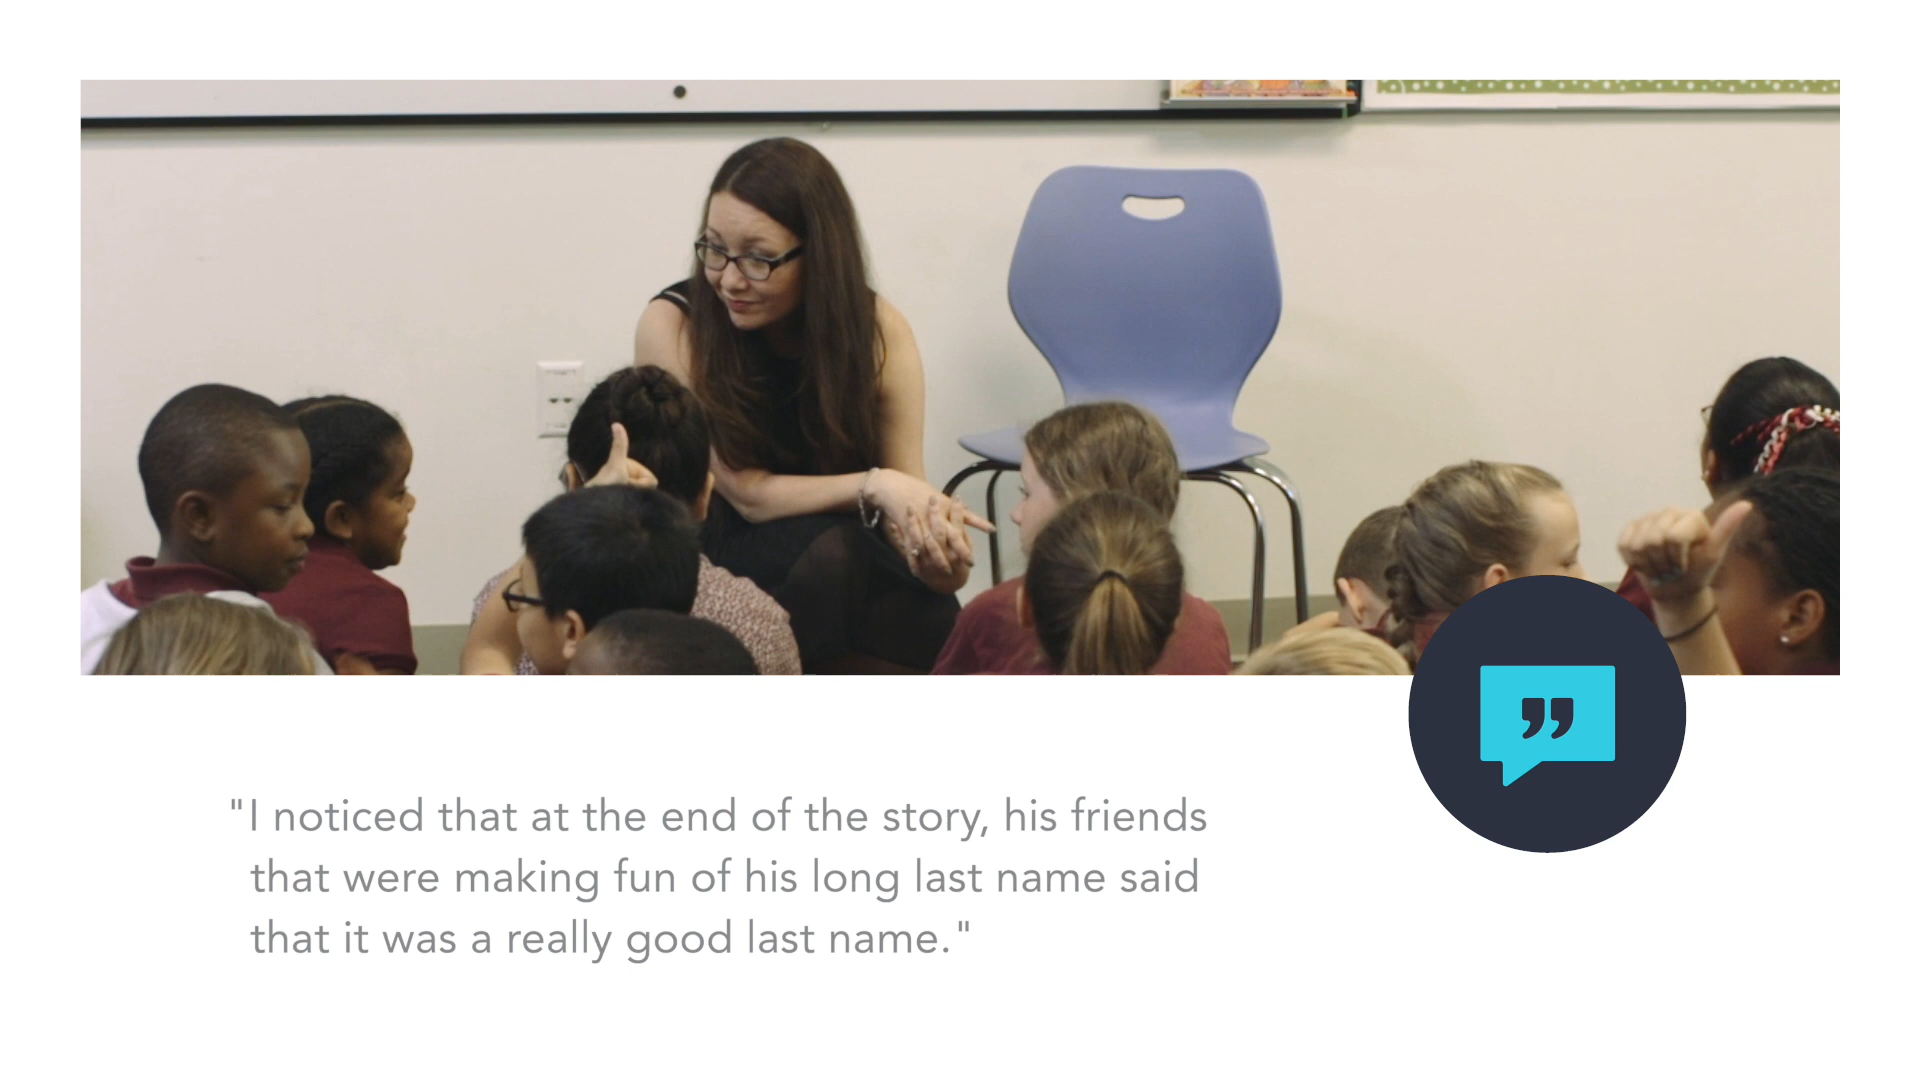 "I noticed that at the end of the story, his friends
that were making fun of his long last name said
that it was a really good last name."